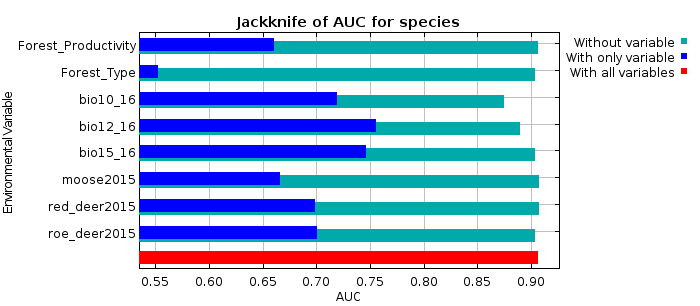 Jackknife of AUC for species
Environmental Variable
Forest_Productivity
Forest_Type
bio10_16
bio12_16
bio15_16
moose2015
red_deer2015
roe_deer2015
Without variable
With only variable
With all variables
0.55 0.60 0.65 0.70 0.75 0.80 0.85 0.90
AUC